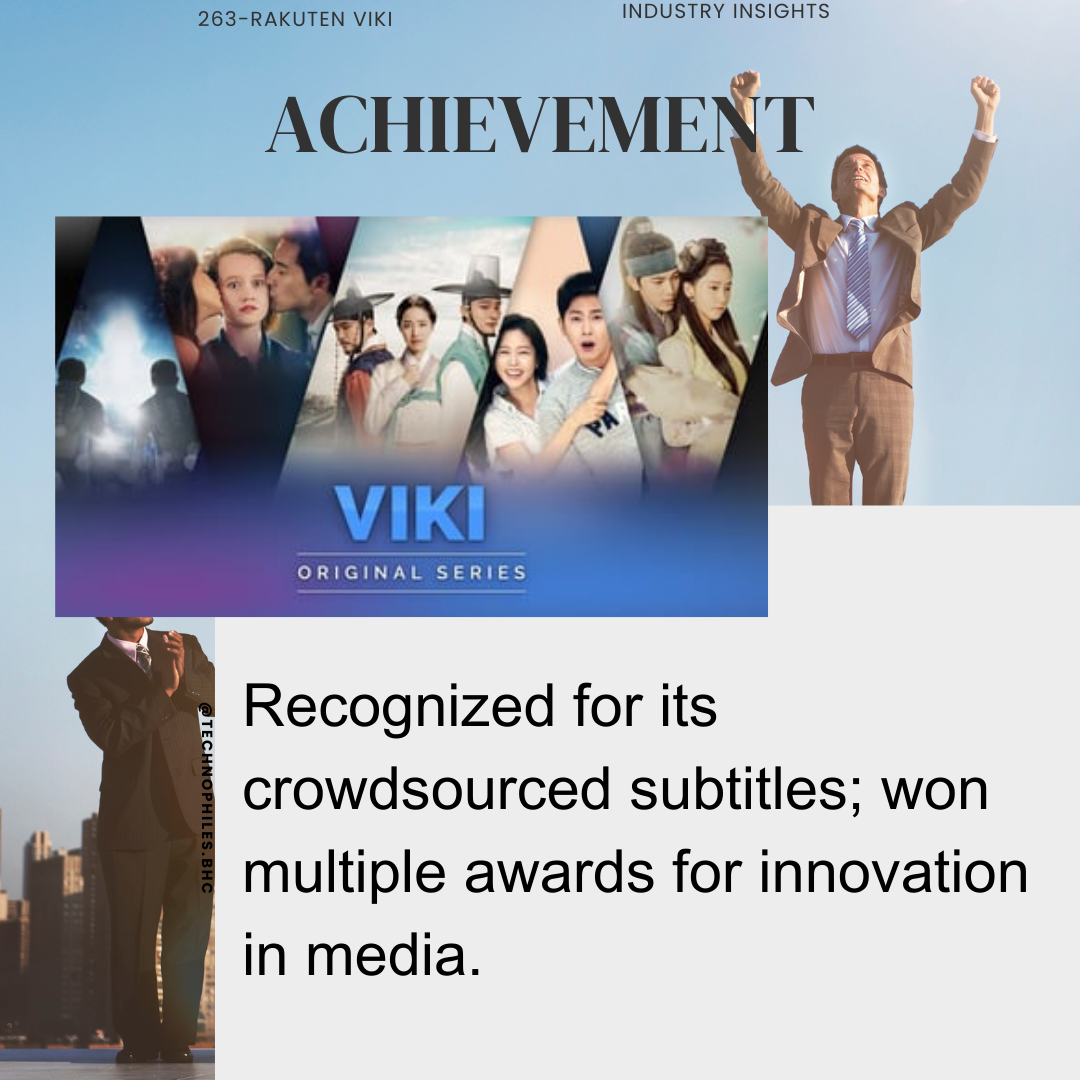 263-RAKUTEN VIKI
INDUSTRY INSIGHTS
ACHIEVEMENT
PA
VIKI
ORIGINAL SERIES
@TECHNOPHILES.BHC
Recognized for its
crowdsourced subtitles; won
multiple awards for innovation
in media.